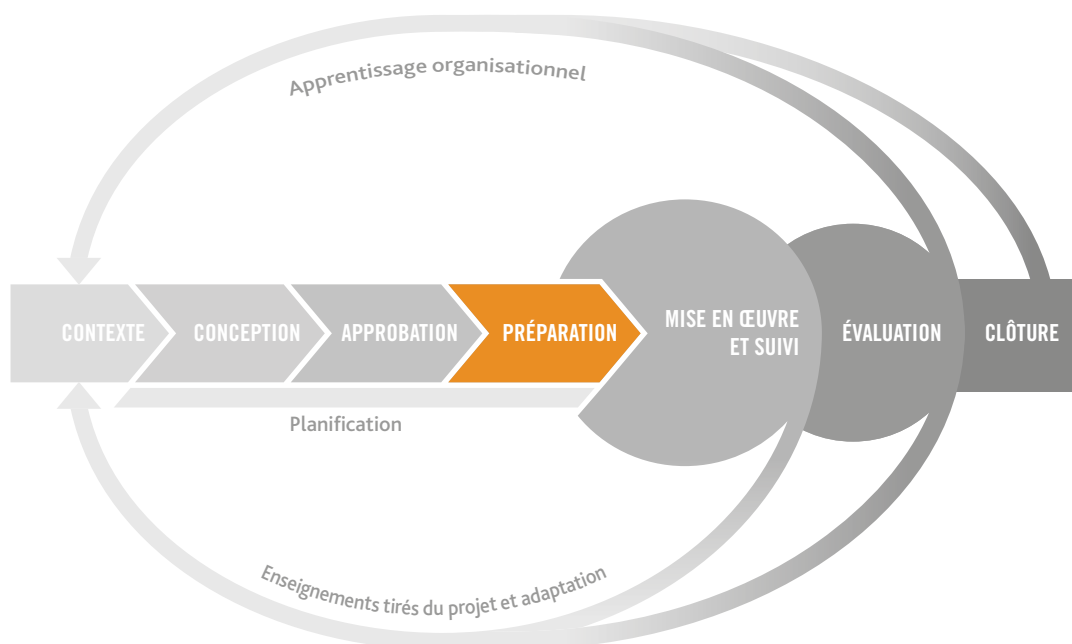 Apprentissage organisationnel
CONTEXTE
CONCEPTION
APPROBATION
PRÉPARATION
MISE EN ŒUVRE
ET SUIVI
ÉVALUATION
CLÔTURE
Planification
Enseignements tirés du projet et adaptation